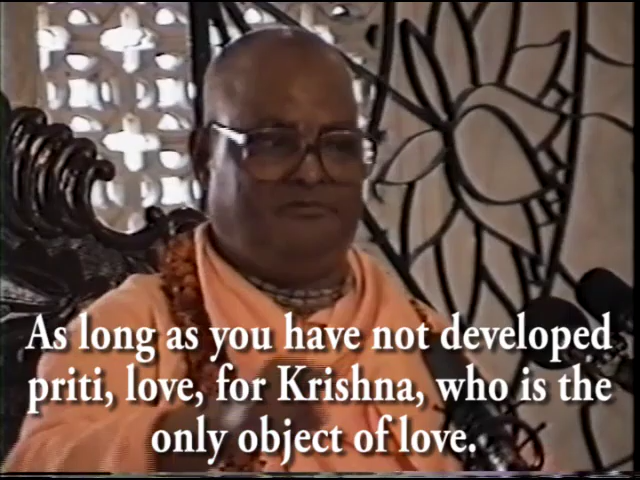 As long as you have not developed
priti, love, for Krishna, who is the
only object of love.